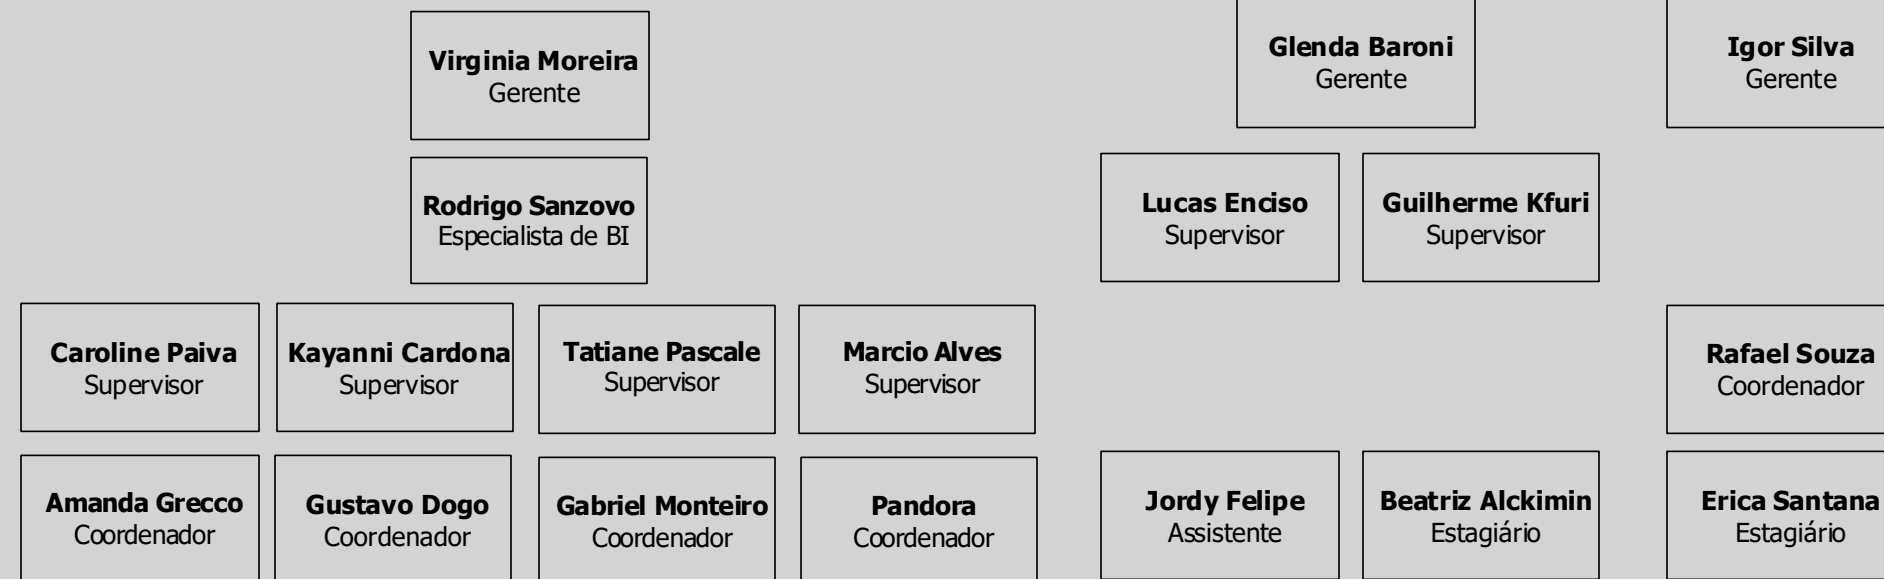 Virginia Moreira
Gerente
Glenda Baroni
Gerente
Igor Silva
Gerente
Rodrigo Sanzovo
Especialista de BI
Lucas Enciso
Supervisor
Guilherme Kfuri
Supervisor
Caroline Paiva
Supervisor
Kayanni Cardona
Supervisor
Tatiane Pascale
Supervisor
Marcio Alves
Supervisor
Rafael Souza
Coordenador
Amanda Grecco
Coordenador
Gustavo Dogo
Coordenador
Gabriel Monteiro
Coordenador
Pandora
Coordenador
Jordy Felipe
Assistente
Beatriz Alckimin
Estagiário
Erica Santana
Estagiário